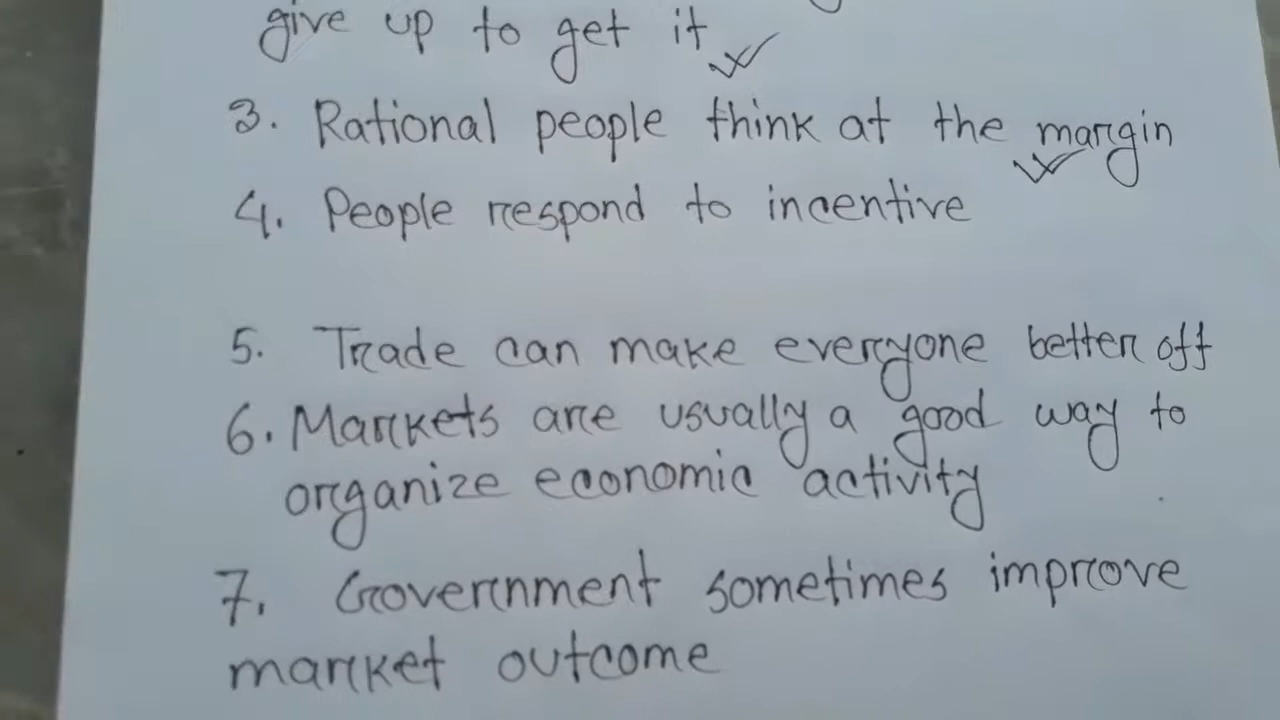 give up to get it
3. Rational people think at the margin
4. People respond to incentive
5. Trade can make everyone better off
6. Markets are usually a good way to
organize economic activity
7. Government sometimes improve
market outcome